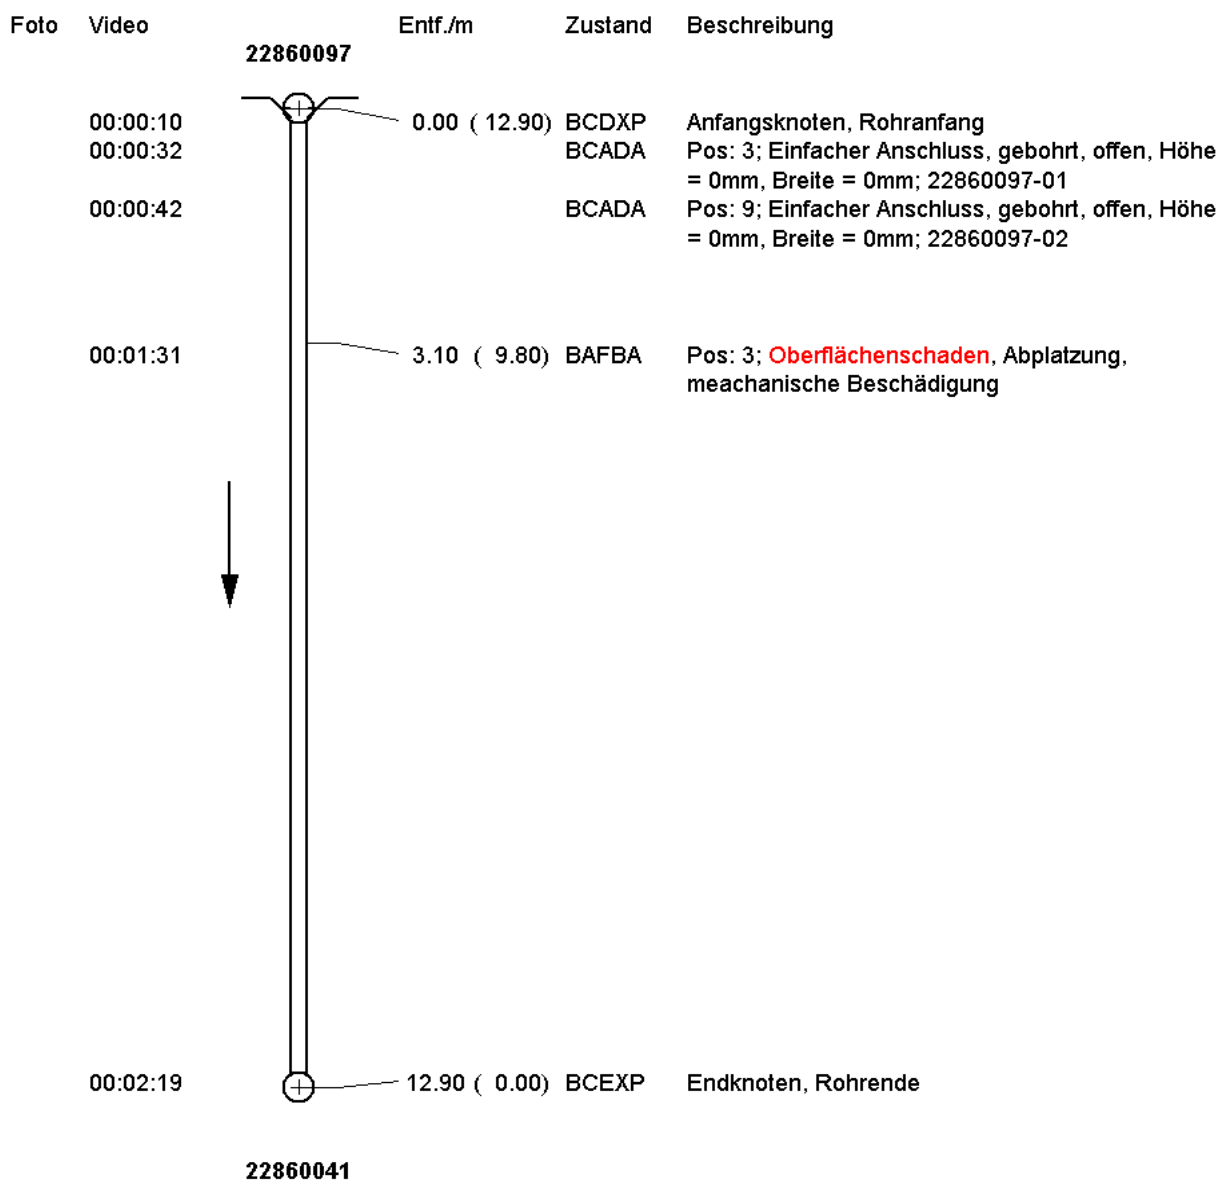 Foto Video Entf./m Zustand Beschreibung
22860097
00:00:10 0.00 ( 12.90) BCDXP Anfangsknoten, Rohranfang
00:00:32 BCADA Pos: 3; Einfacher Anschluss, gebohrt, offen, Höhe
= 0mm, Breite = 0mm; 22860097-01
00:00:42 BCADA Pos: 9; Einfacher Anschluss, gebohrt, offen, Höhe
= 0mm, Breite = 0mm; 22860097-02
00:01:31 3.10 ( 9.80) BAFBA Pos: 3; Oberflächenschaden, Abplatzung,
meachanische Beschädigung
00:02:19 12.90 ( 0.00) BCEXP Endknoten, Rohrende
22860041